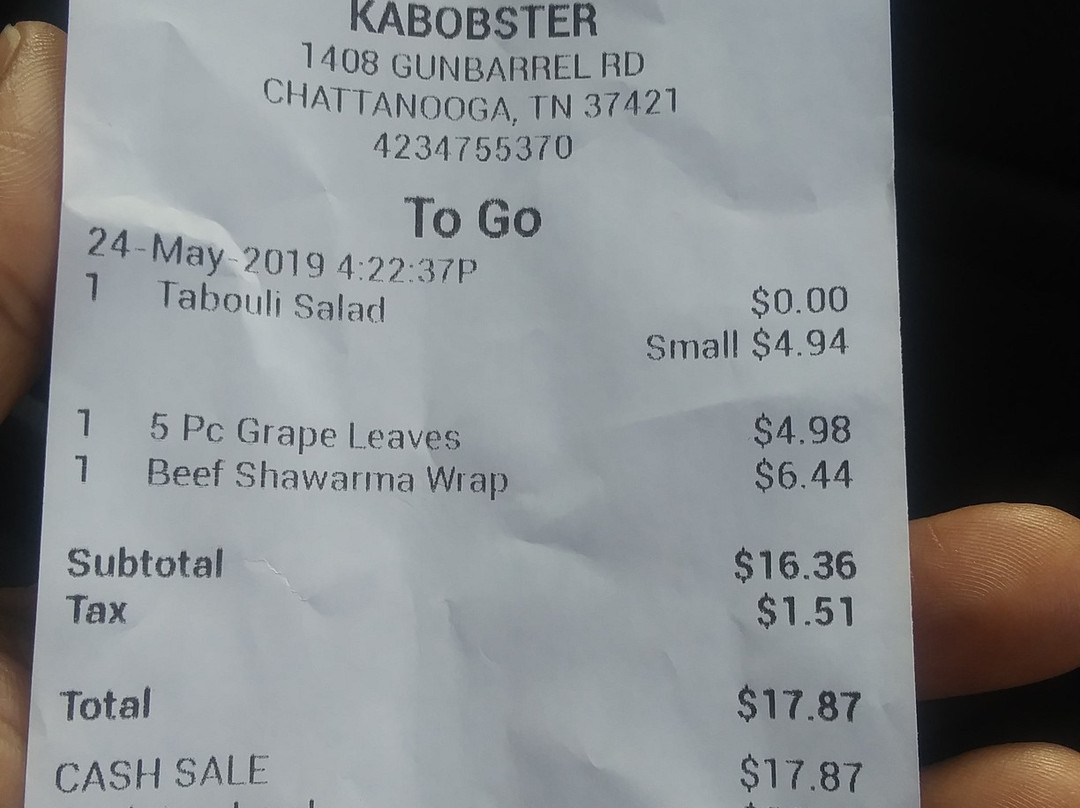 KABOBSTER
1408 GUNBARREL RD
CHATTANOOGA, TN 37421
4234755370
To Go
24-May-2019 4:22:37P
1 Tabouli Salad $0.00
Small $4.94
1 5 Pc Grape Leaves $4.98
1 Beef Shawarma Wrap $6.44
Subtotal $16.36
Tax $1.51
Total $17.87
CASH SALE $17.87